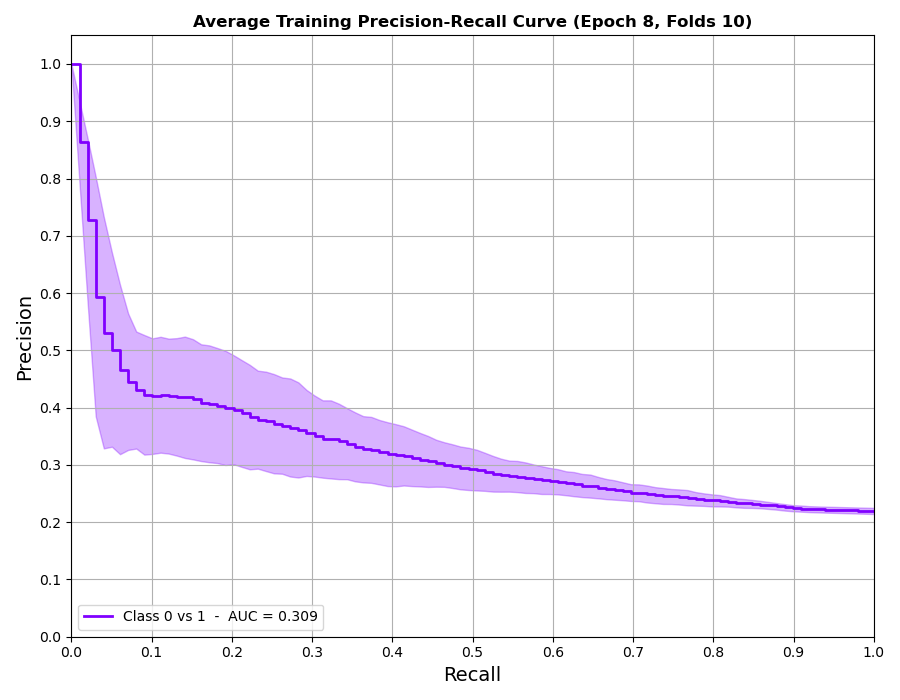 Average Training Precision-Recall Curve (Epoch 8, Folds 10)
1.0
0.9
0.8
0.7
0.6
0.5
0.4
0.3
0.2
0.1
0.0
Precision
Class 0 vs 1 - AUC = 0.309
0.0 0.1 0.2 0.3 0.4 0.5 0.6 0.7 0.8 0.9 1.0
Recall